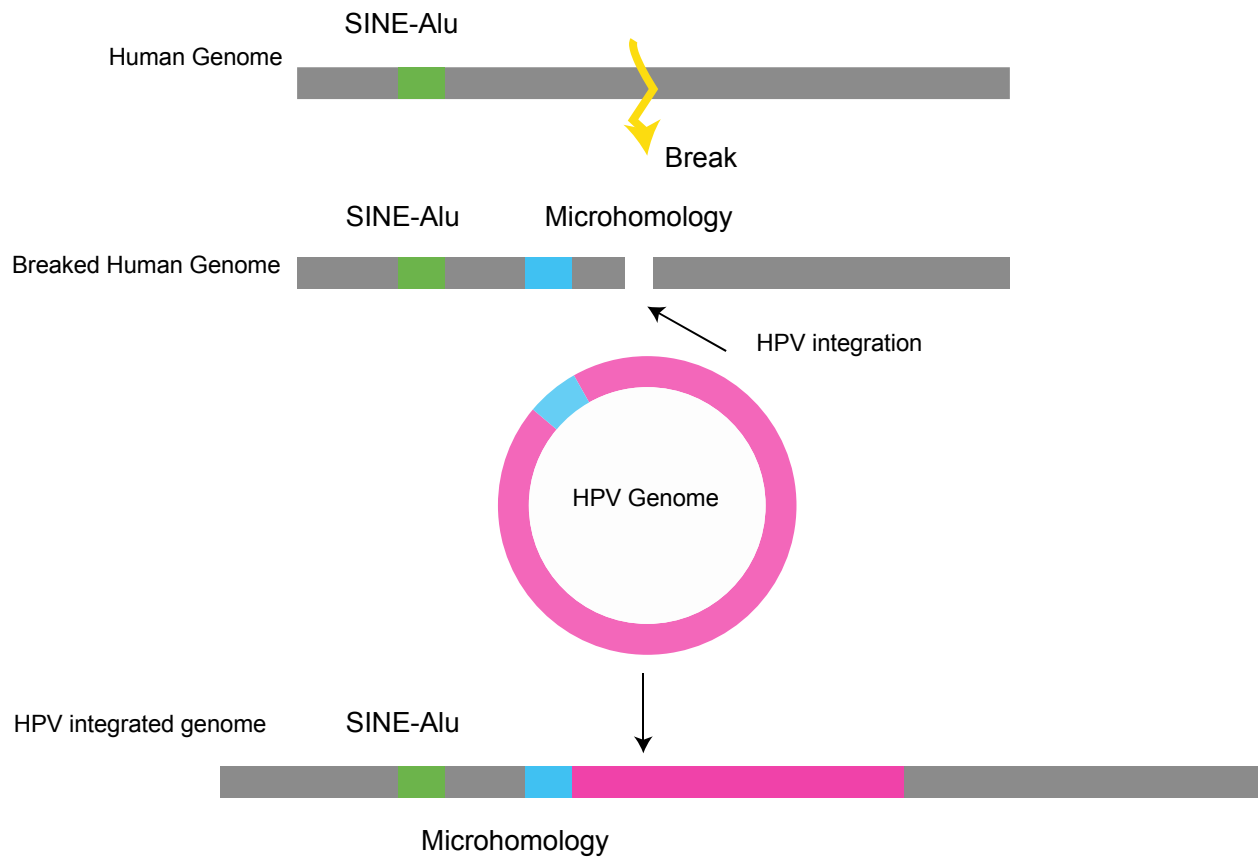 SINE-Alu
Human Genome
Break
SINE-Alu
Microhomology
Breaked Human Genome
HPV integration
HPV Genome
HPV integrated genome
SINE-Alu
Microhomology